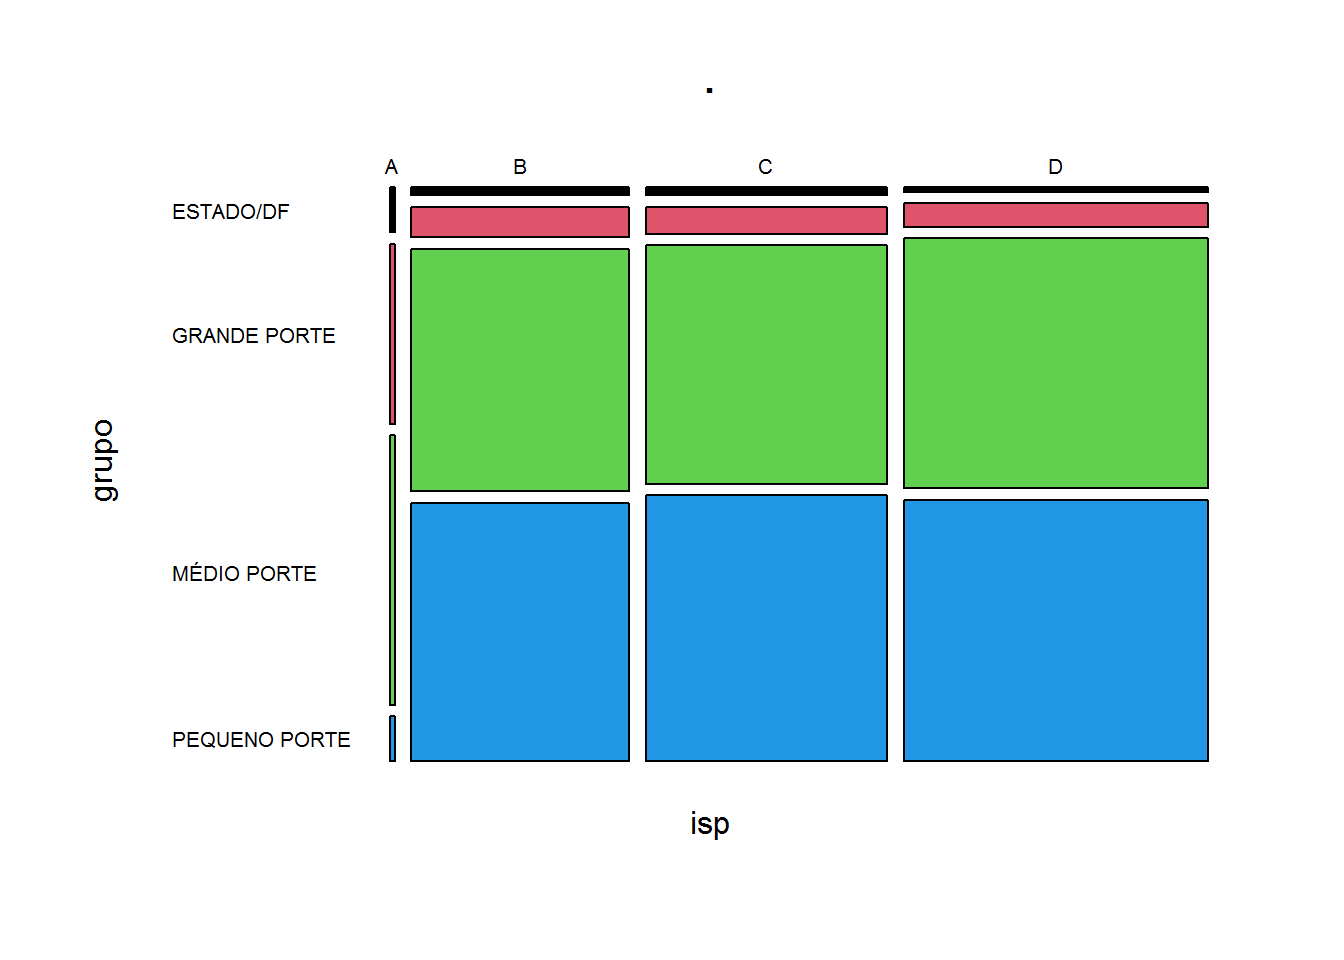 .
A B C D
ESTADO/DF
GRANDE PORTE
MÉDIO PORTE
PEQUENO PORTE
grupo
isp